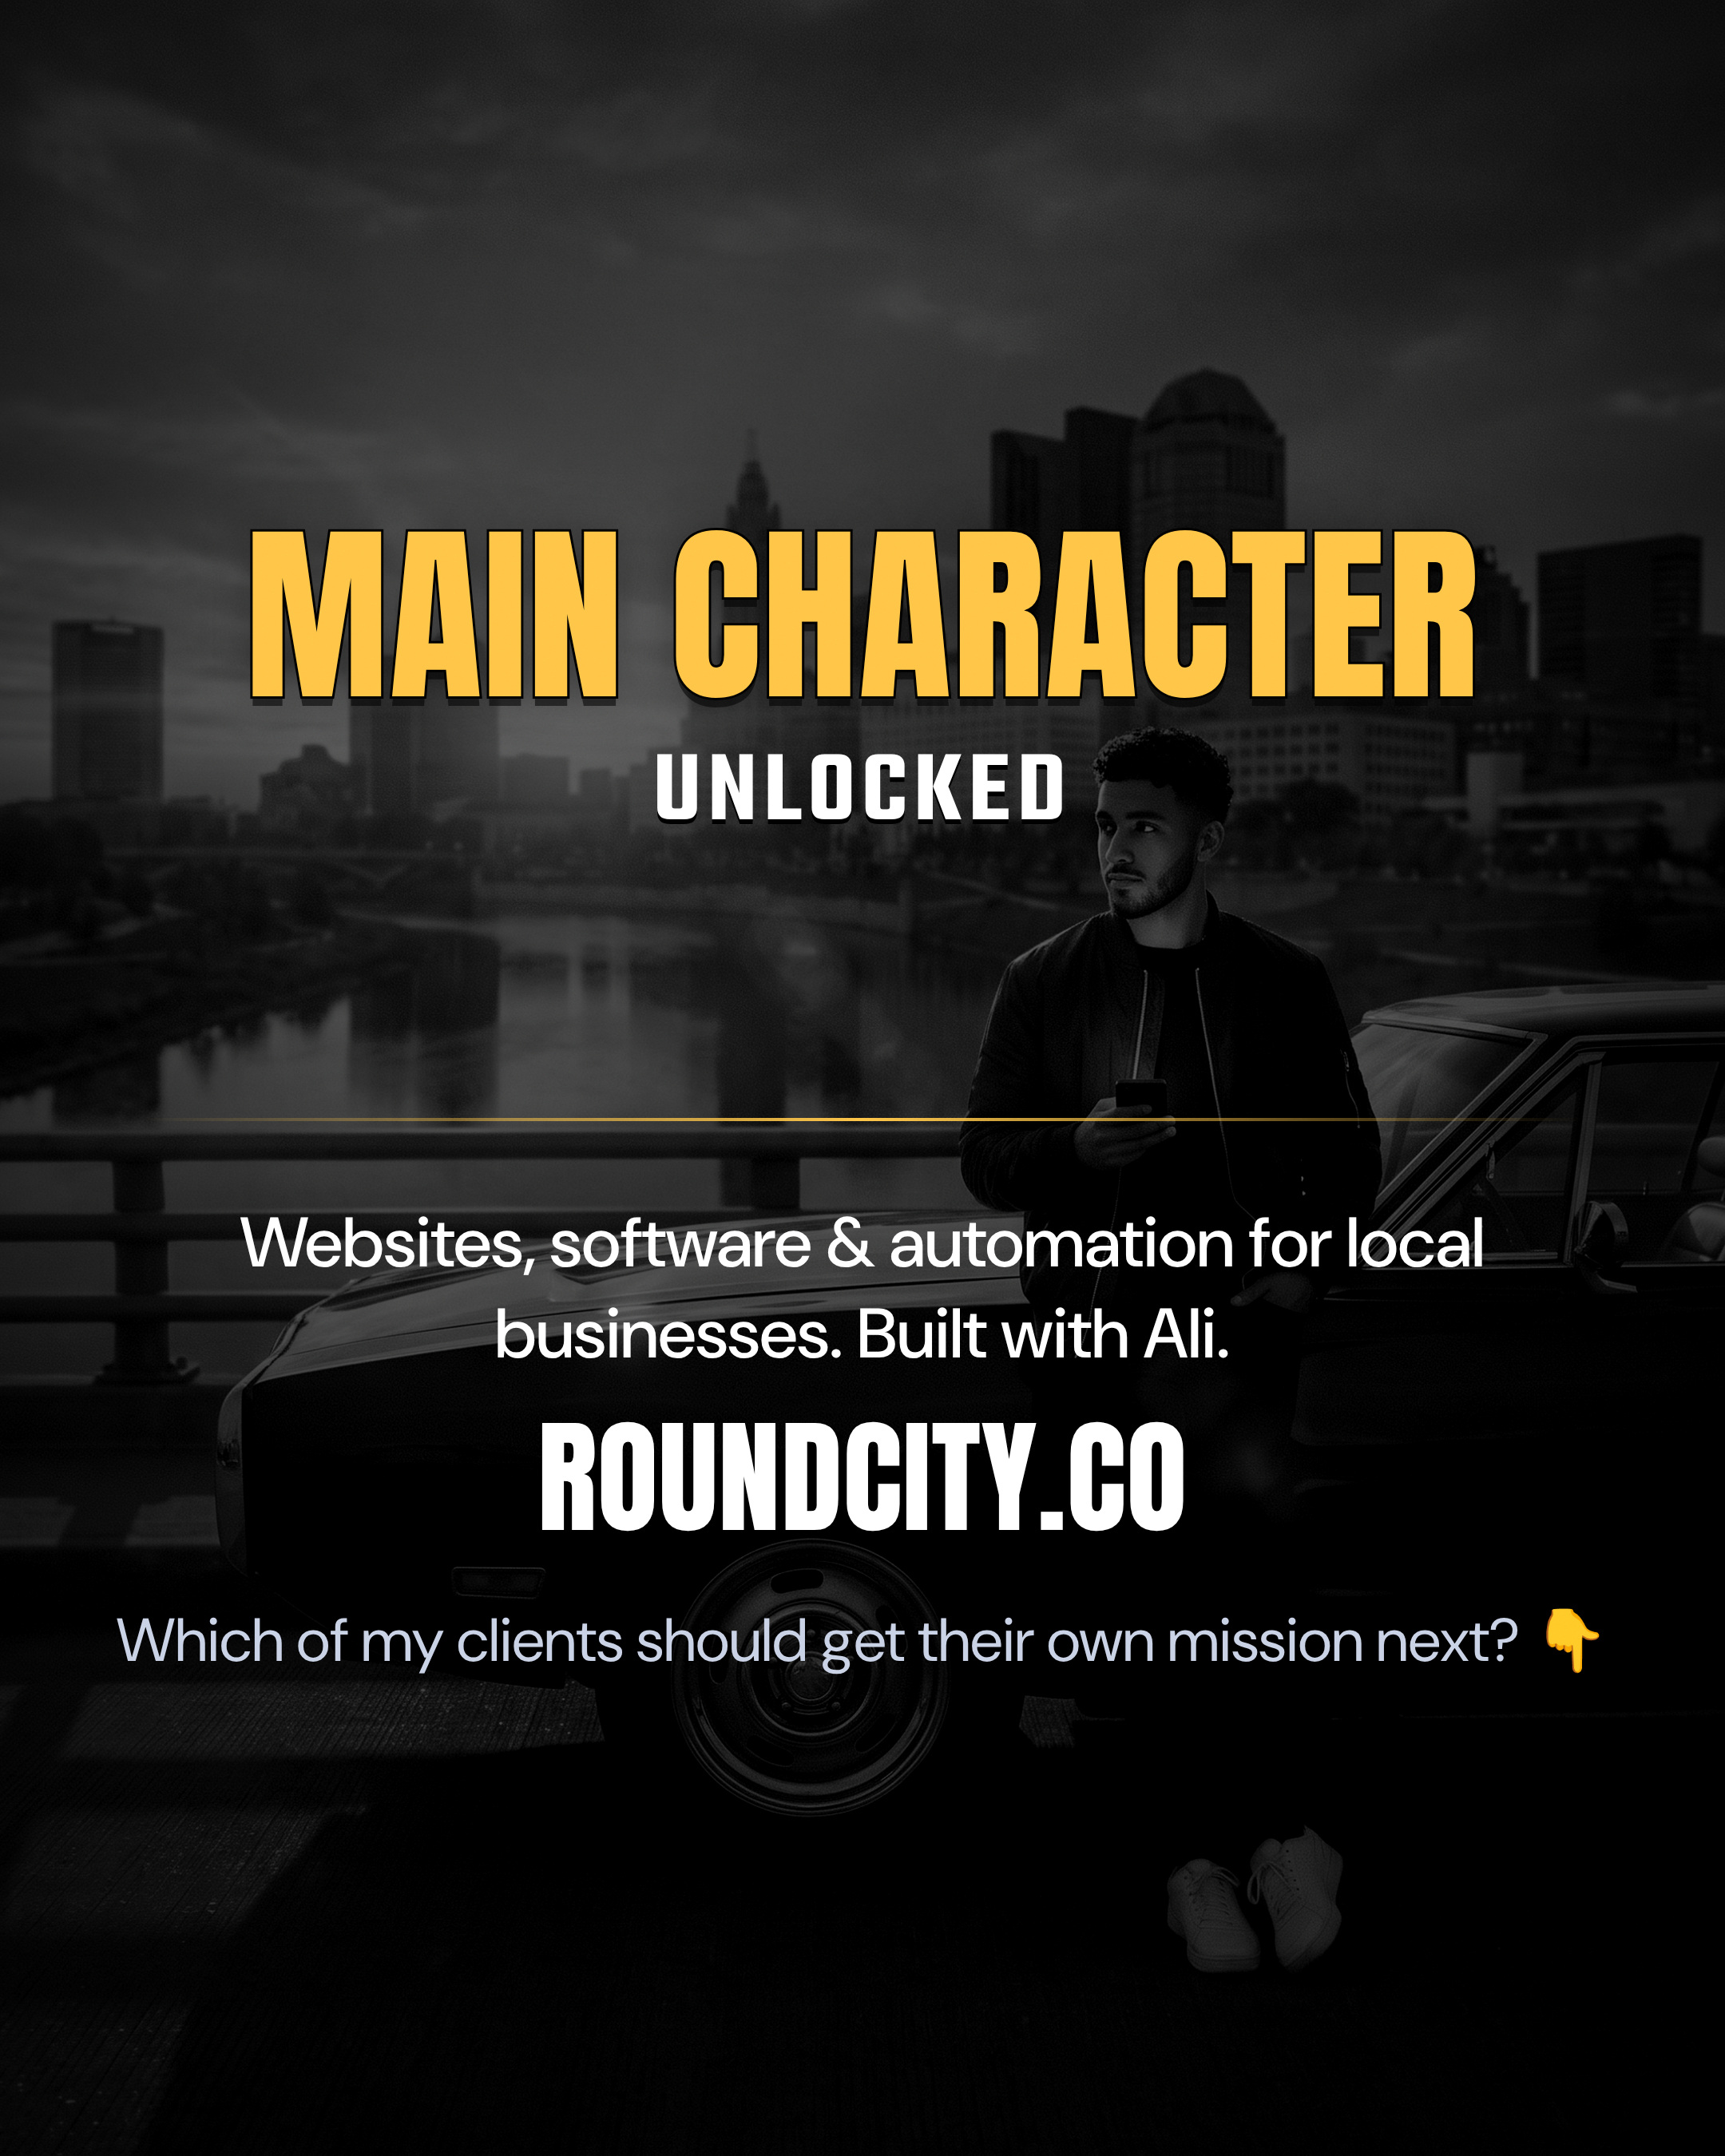 MAIN CHARACTER
UNLOCKED
Websites, software & automation for local
businesses. Built with Ali.
ROUNDCITY.CO
Which of my clients should get their own mission next? 👇